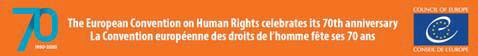 70
1950-2020
The European Convention on Human Rights celebrates its 70th anniversary
La Convention européenne des droits de l'homme fête ses 70 ans
COUNCIL OF EUROPE
CONSEIL DE L'EUROPE